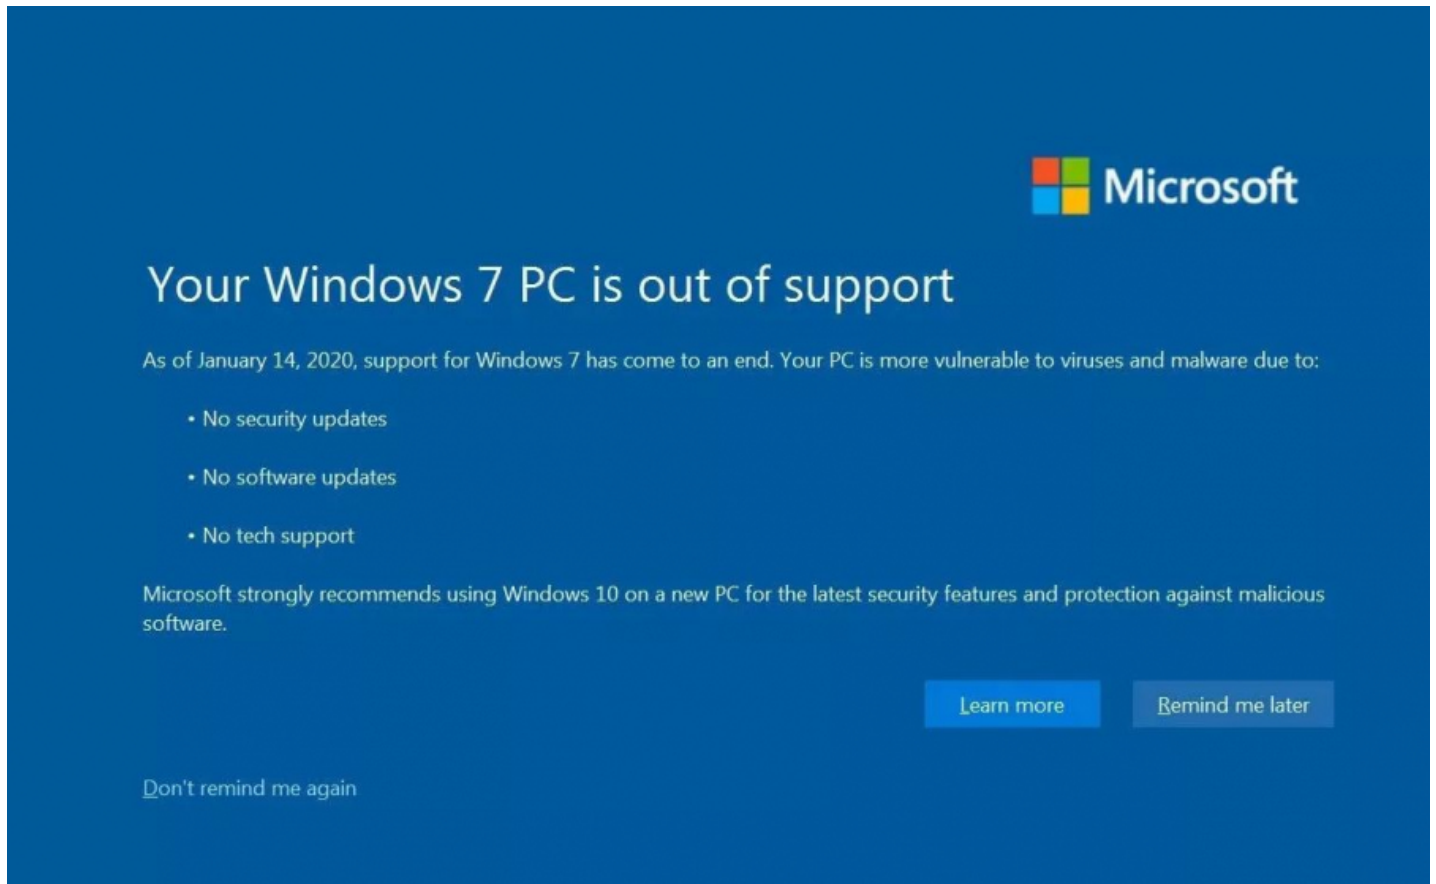 Microsoft
Your Windows 7 PC is out of support
As of January 14, 2020, support for Windows 7 has come to an end. Your PC is more vulnerable to viruses and malware due to:
• No security updates
• No software updates
• No tech support
Microsoft strongly recommends using Windows 10 on a new PC for the latest security features and protection against malicious
software.
Learn more
Remind me later
Don't remind me again